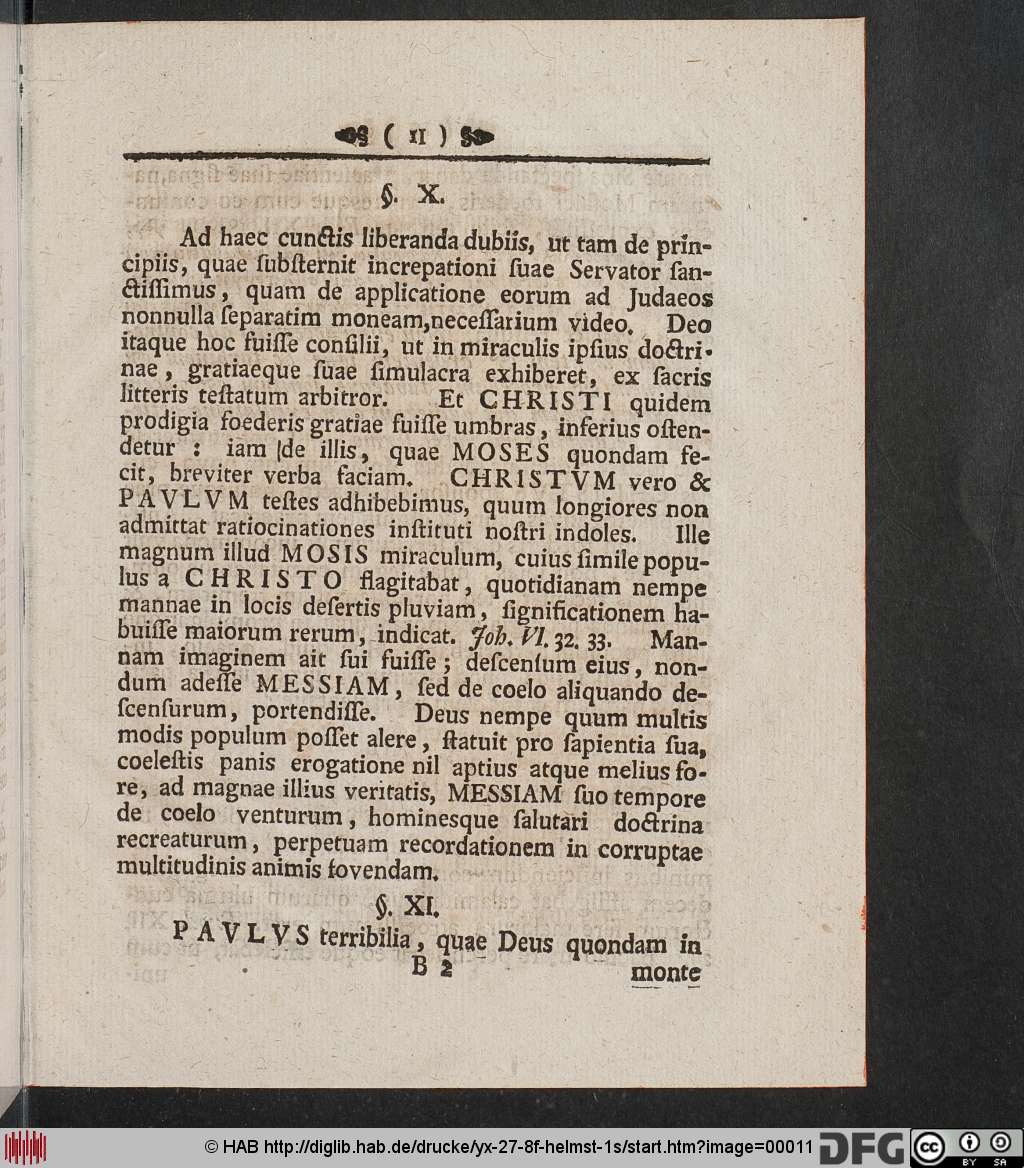 ( 11 )
§. X.
Ad haec cunctis liberanda dubiis, ut tam de prin-
cipiis, quae ſubſternit increpationi ſuae Servator ſan-
ctiſſimus, quam de applicatione eorum ad Judaeos
nonnulla ſeparatim moneam,neceſſarium video. Deo
itaque hoc fuiſſe conſilii, ut in miraculis ipſius doctri-
nae, gratiaeque ſuae ſimulacra exhiberet, ex ſacris
litteris teſtatum arbitror. Et CHRISTI quidem
prodigia foederis gratiae fuiſſe umbras, inferius oſten-
detur : iam |de illis, quae MOSES quondam fe-
cit, breviter verba faciam. CHRISTVM vero &
PAVLVM teſtes adhibebimus, quum longiores non
admittat ratiocinationes inſtituti noſtri indoles. Ille
magnum illud MOSIS miraculum, cuius ſimile popu-
lus a CHRISTO flagitabat, quotidianam nempe
mannae in locis deſertis pluviam, ſignificationem ha-
buiſſe maiorum rerum, indicat. Joh. VI. 32. 33. Man-
nam imaginem ait ſui fuiſſe; deſcenſum eius, non-
dum adeſſe MESSIAM, ſed de coelo aliquando de-
ſcenſurum, portendiſſe. Deus nempe quum multis
modis populum poſſet alere, ſtatuit pro ſapientia ſua,
coeleſtis panis erogatione nil aptius atque melius fo-
re, ad magnae illius veritatis, MESSIAM ſuo tempore
de coelo venturum, hominesque ſalutari doctrina
recreaturum, perpetuam recordationem in corruptae
multitudinis animis fovendam.
§. XI.
PAVLVS terribilia, quae Deus quondam in
B 2 monte
© HAB http://diglib.hab.de/drucke/yx-27-8f-helmst-1s/start.htm?image=00011 DFG cc BY SA